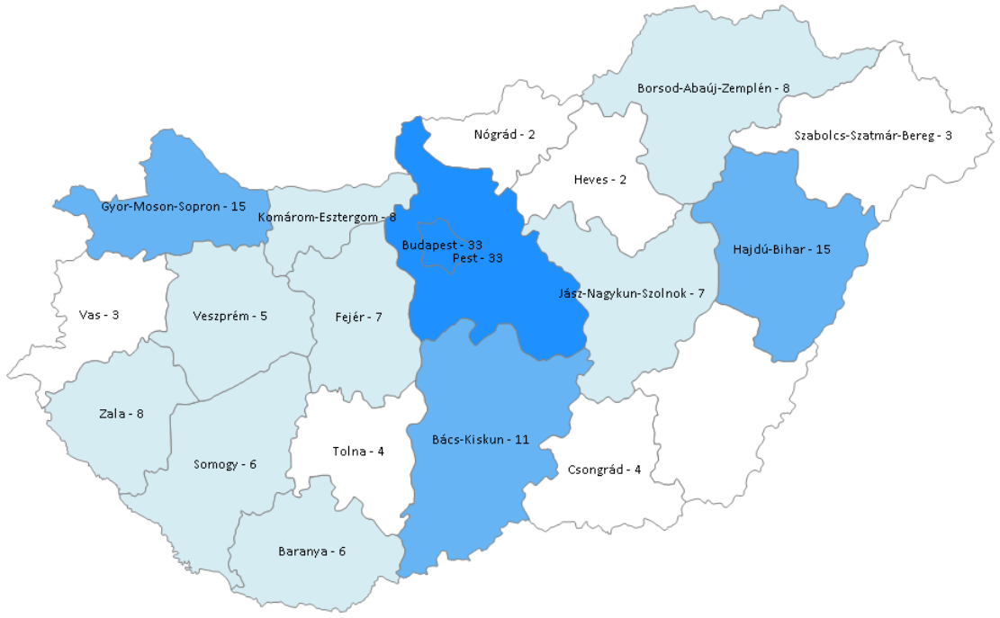 Borsod-Abaúj-Zemplén - 8
Nógrád - 2
Szabolcs-Szatmár-Bereg - 3
Heves - 2
Gyor-Moson-Sopron - 15
Komárom-Esztergom - 8
Budapest - 33
Pest - 33
Hajdú-Bihar - 15
Jász-Nagykun-Szolnok - 7
Vas - 3
Veszprém - 5
Fejér - 7
Zala - 8
Bács-Kiskun - 11
Tolna - 4
Somogy - 6
Csongrád - 4
Baranya - 6